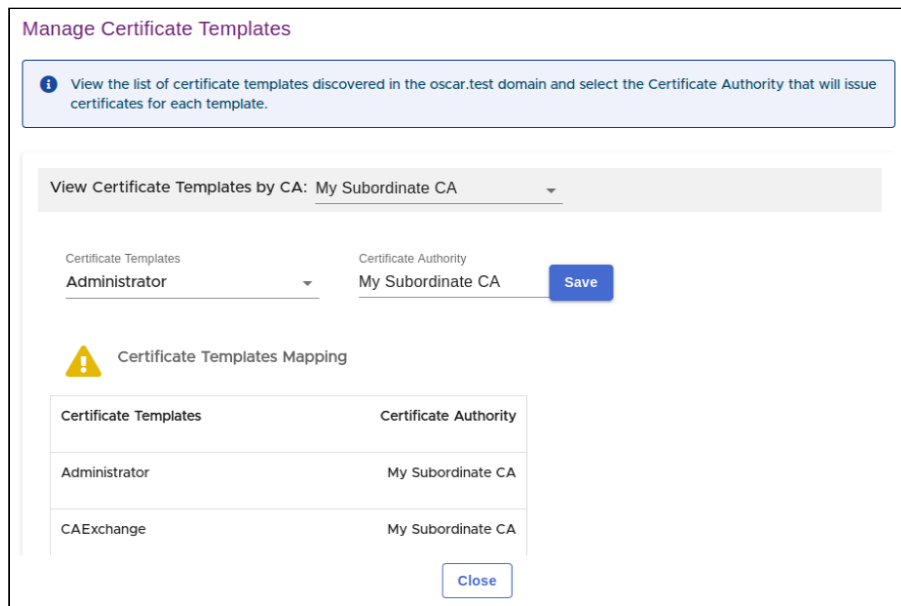 Manage Certificate Templates
View the list of certificate templates discovered in the oscar.test domain and select the Certificate Authority that will issue
certificates for each template.
View Certificate Templates by CA: My Subordinate CA
Certificate Templates Certificate Authority
Administrator My Subordinate CA Save
Certificate Templates Mapping
Certificate Templates Certificate Authority
Administrator My Subordinate CA
CAExchange My Subordinate CA
Close